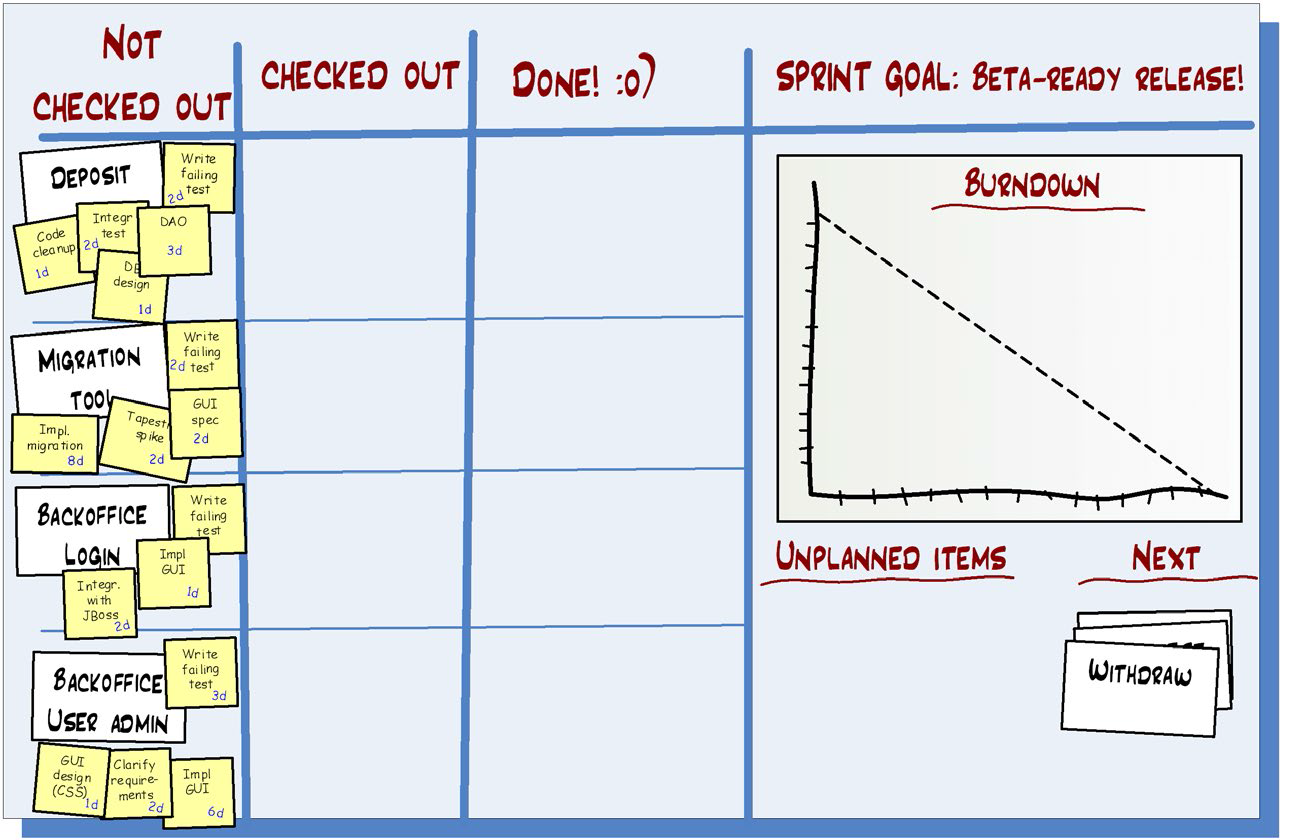 NOT
CHECKED OUT
CHECKED OUT
DONE! :o)
SPRINT GOAL: BETA-READY RELEASE!
DEPOSIT
Write
failing
test
2d
Code
cleanup
1d
Integr
test
2d
DAO
3d
design
1d
MIGRATION
TOOL
Write
failing
test
2d
Impl.
migration
8d
spike
2d
GUI
spec
2d
BACKOFFICE
LOGIN
Write
failing
test
Impl
GUI
1d
Integr.
with
JBoss
2d
BACKOFFICE
USER ADMIN
Write
failing
test
3d
GUI
design
(CSS)
1d
Clarify
require-
ments
2d
Impl
GUI
6d
BURNDOWN
UNPLANNED ITEMS
NEXT
WITHDRAW